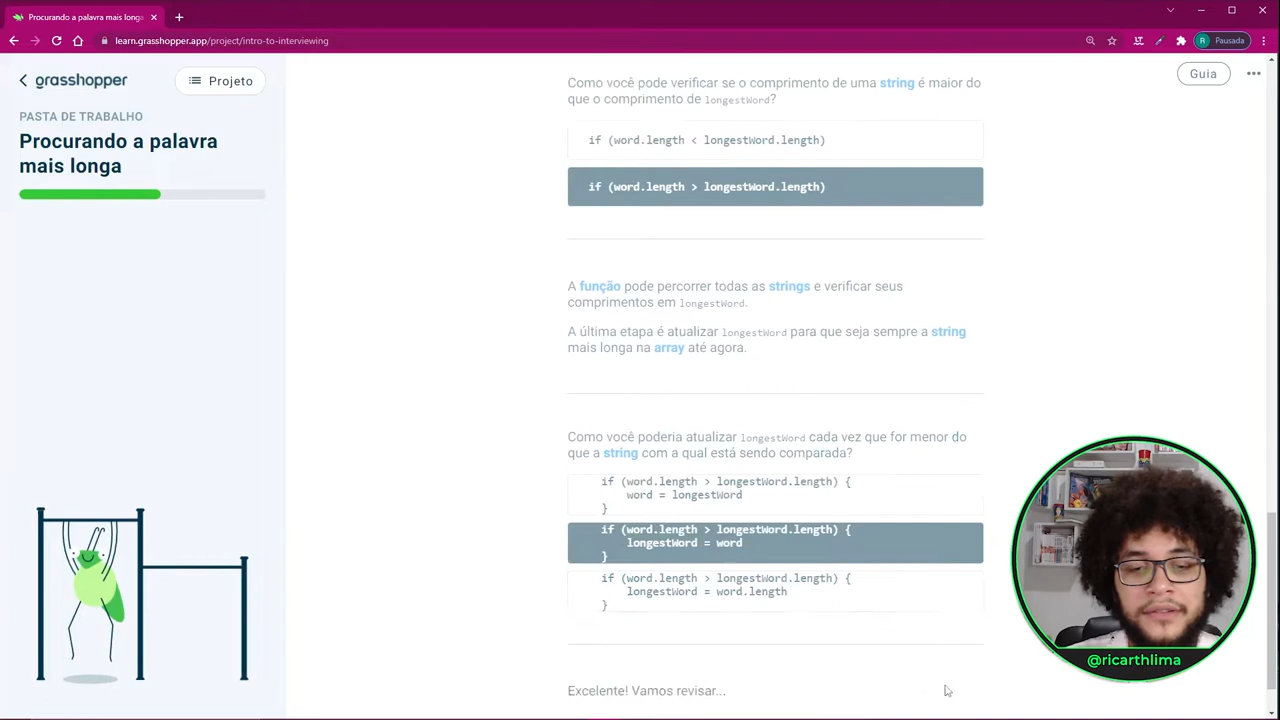 Procurando a palavra mais longa
learn.grasshopper.app/project/intro-to-interviewing
LT
R Pausada
grasshopper
Projeto
Guia
PASTA DE TRABALHO
Procurando a palavra
mais longa
Como você pode verificar se o comprimento de uma string é maior do
que o comprimento de longestWord?
if (word.length < longestWord.length)
if (word.length > longestWord.length)
A função pode percorrer todas as strings e verificar seus
comprimentos em longestWord.
A última etapa é atualizar longestWord para que seja sempre a string
mais longa na array até agora.
Como você poderia atualizar longestWord cada vez que for menor do
que a string com a qual está sendo comparada?
if (word.length > longestWord.length) {
word = longestWord
}
if (word.length > longestWord.length) {
longestWord = word
}
if (word.length > longestWord.length) {
longestWord = word.length
}
Excelente! Vamos revisar...
@ricarthlima